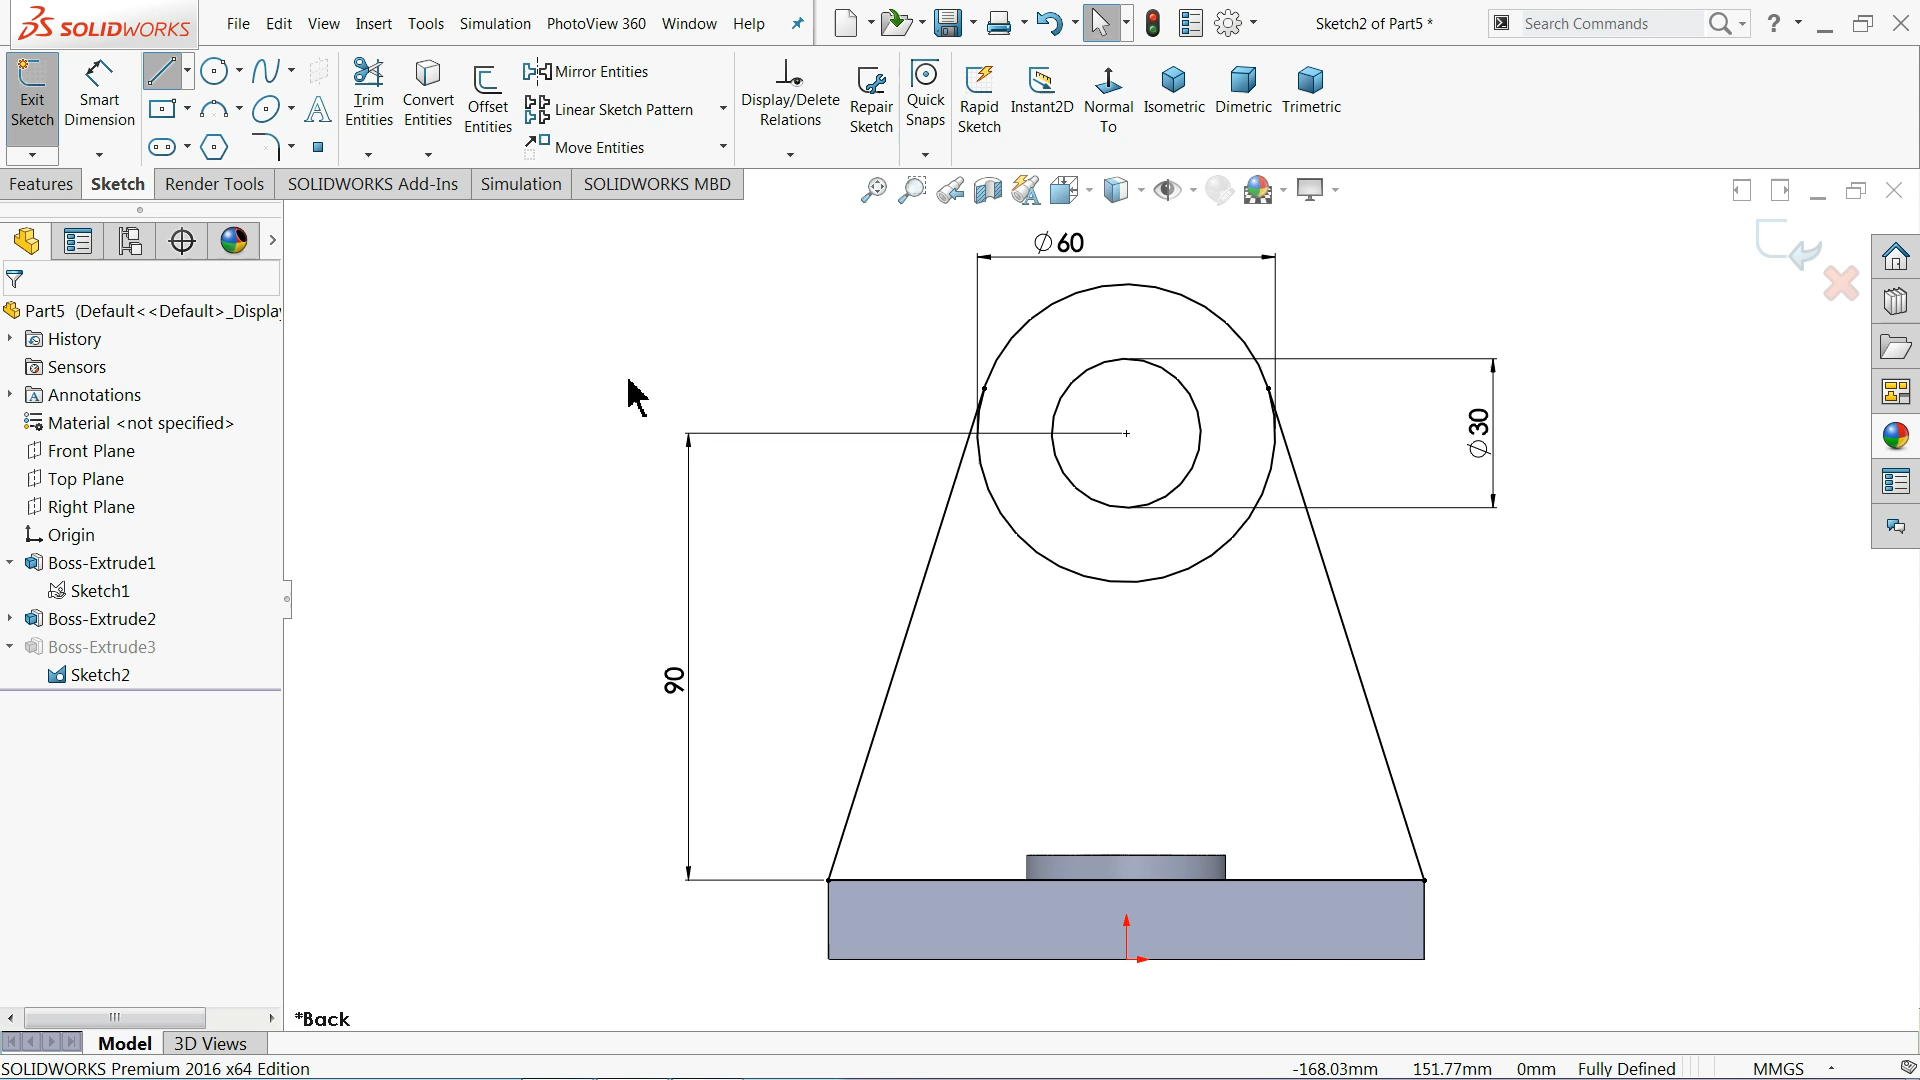 SOLIDWORKS
File Edit View Insert Tools Simulation PhotoView 360 Window Help
Sketch2 of Part5 *
Search Commands
Exit Sketch
Smart Dimension
Trim Entities
Convert Entities
Offset Entities
Mirror Entities
Linear Sketch Pattern
Move Entities
Display/Delete Relations
Repair Sketch
Quick Snaps
Rapid Sketch
Instant2D
Normal To
Isometric
Dimetric
Trimetric
Features Sketch Render Tools SOLIDWORKS Add-Ins Simulation SOLIDWORKS MBD
Part5 (Default<<Default>_Display
History
Sensors
Annotations
Material <not specified>
Front Plane
Top Plane
Right Plane
Origin
Boss-Extrude1
Sketch1
Boss-Extrude2
Boss-Extrude3
Sketch2
∅60
∅30
90
*Back
Model 3D Views
SOLIDWORKS Premium 2016 x64 Edition
-168.03mm 151.77mm 0mm Fully Defined MMGS